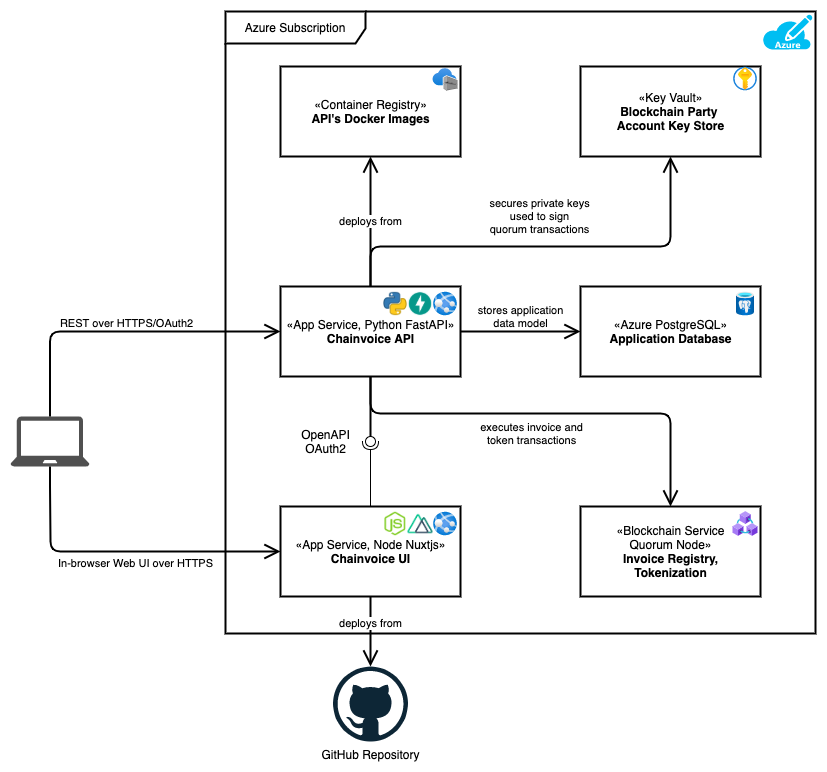 Azure Subscription
Azure
«Container Registry»
API's Docker Images
«Key Vault»
Blockchain Party
Account Key Store
deploys from
secures private keys
used to sign
quorum transactions
REST over HTTPS/OAuth2
«App Service, Python FastAPI»
Chainvoice API
stores application
data model
«Azure PostgreSQL»
Application Database
OpenAPI
OAuth2
executes invoice and
token transactions
JS
«App Service, Node Nuxtjs»
Chainvoice UI
«Blockchain Service
Quorum Node»
Invoice Registry,
Tokenization
In-browser Web UI over HTTPS
deploys from
GitHub Repository